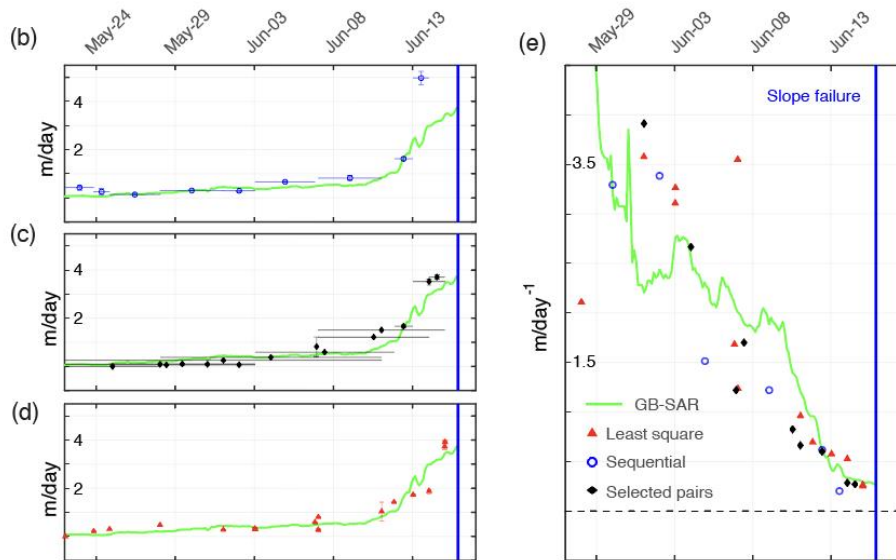 May-24
May-29
Jun-03
Jun-08
Jun-13
(b)
4
2
m/day
(c)
4
2
m/day
(d)
4
2
m/day
(e)
May-29
Jun-03
Jun-08
Jun-13
Slope failure
3.5
1.5
m/day-1
GB-SAR
Least square
Sequential
Selected pairs